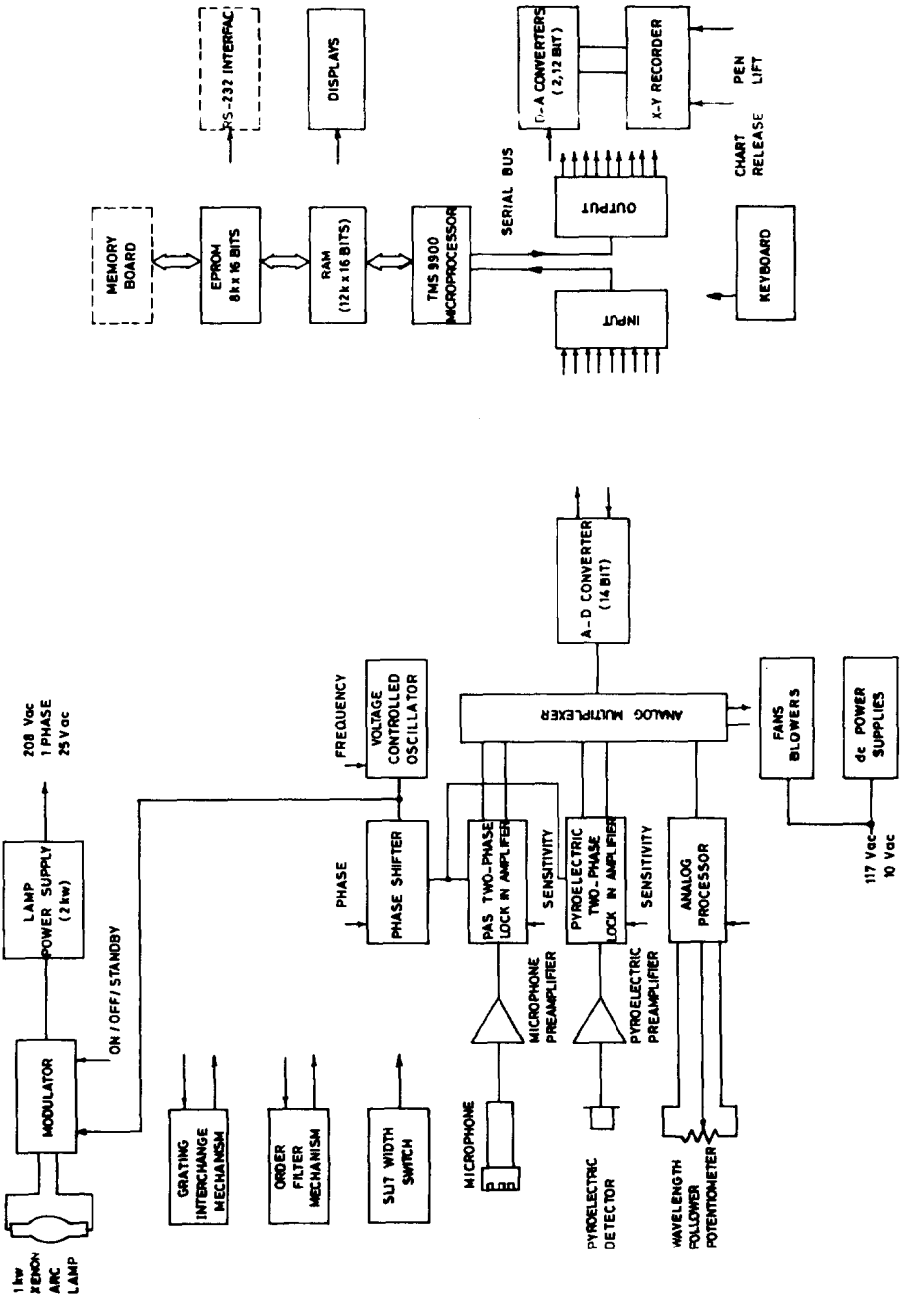 1 kw
XENON
ARC
LAMP
MODULATOR
LAMP
POWER SUPPLY
(2 kw)
208 Vac
1 PHASE
25 Vac
ON / OFF / STANDBY
GRATING
INTERCHANGE
MECHANISM
ORDER
FILTER
MECHANISM
SLIT WIDTH
SWITCH
PHASE
PHASE SHIFTER
FREQUENCY
VOLTAGE
CONTROLLED
OSCILLATOR
MICROPHONE
MICROPHONE
PREAMPLIFIER
PAS TWO-PHASE
LOCK IN AMPLIFIER
SENSITIVITY
PYROELECTRIC
DETECTOR
PYROELECTRIC
PREAMPLIFIER
PYROELECTRIC
TWO-PHASE
LOCK IN AMPLIFIER
SENSITIVITY
WAVELENGTH
FOLLOWER
POTENTIOMETER
ANALOG
PROCESSOR
ANALOG MULTIPLEXER
A-D CONVERTER
(14 BIT)
FANS
BLOWERS
dc POWER
SUPPLIES
117 Vac
10 Vac
MEMORY
BOARD
EPROM
8k x 16 BITS
RAM
(12k x 16 BITS)
TMS 9900
MICROPROCESSOR
RS-232 INTERFAC
DISPLAYS
SERIAL BUS
INPUT
OUTPUT
D-A CONVERTERS
(2,12 BIT)
X-Y RECORDER
CHART
RELEASE
PEN
LIFT
KEYBOARD